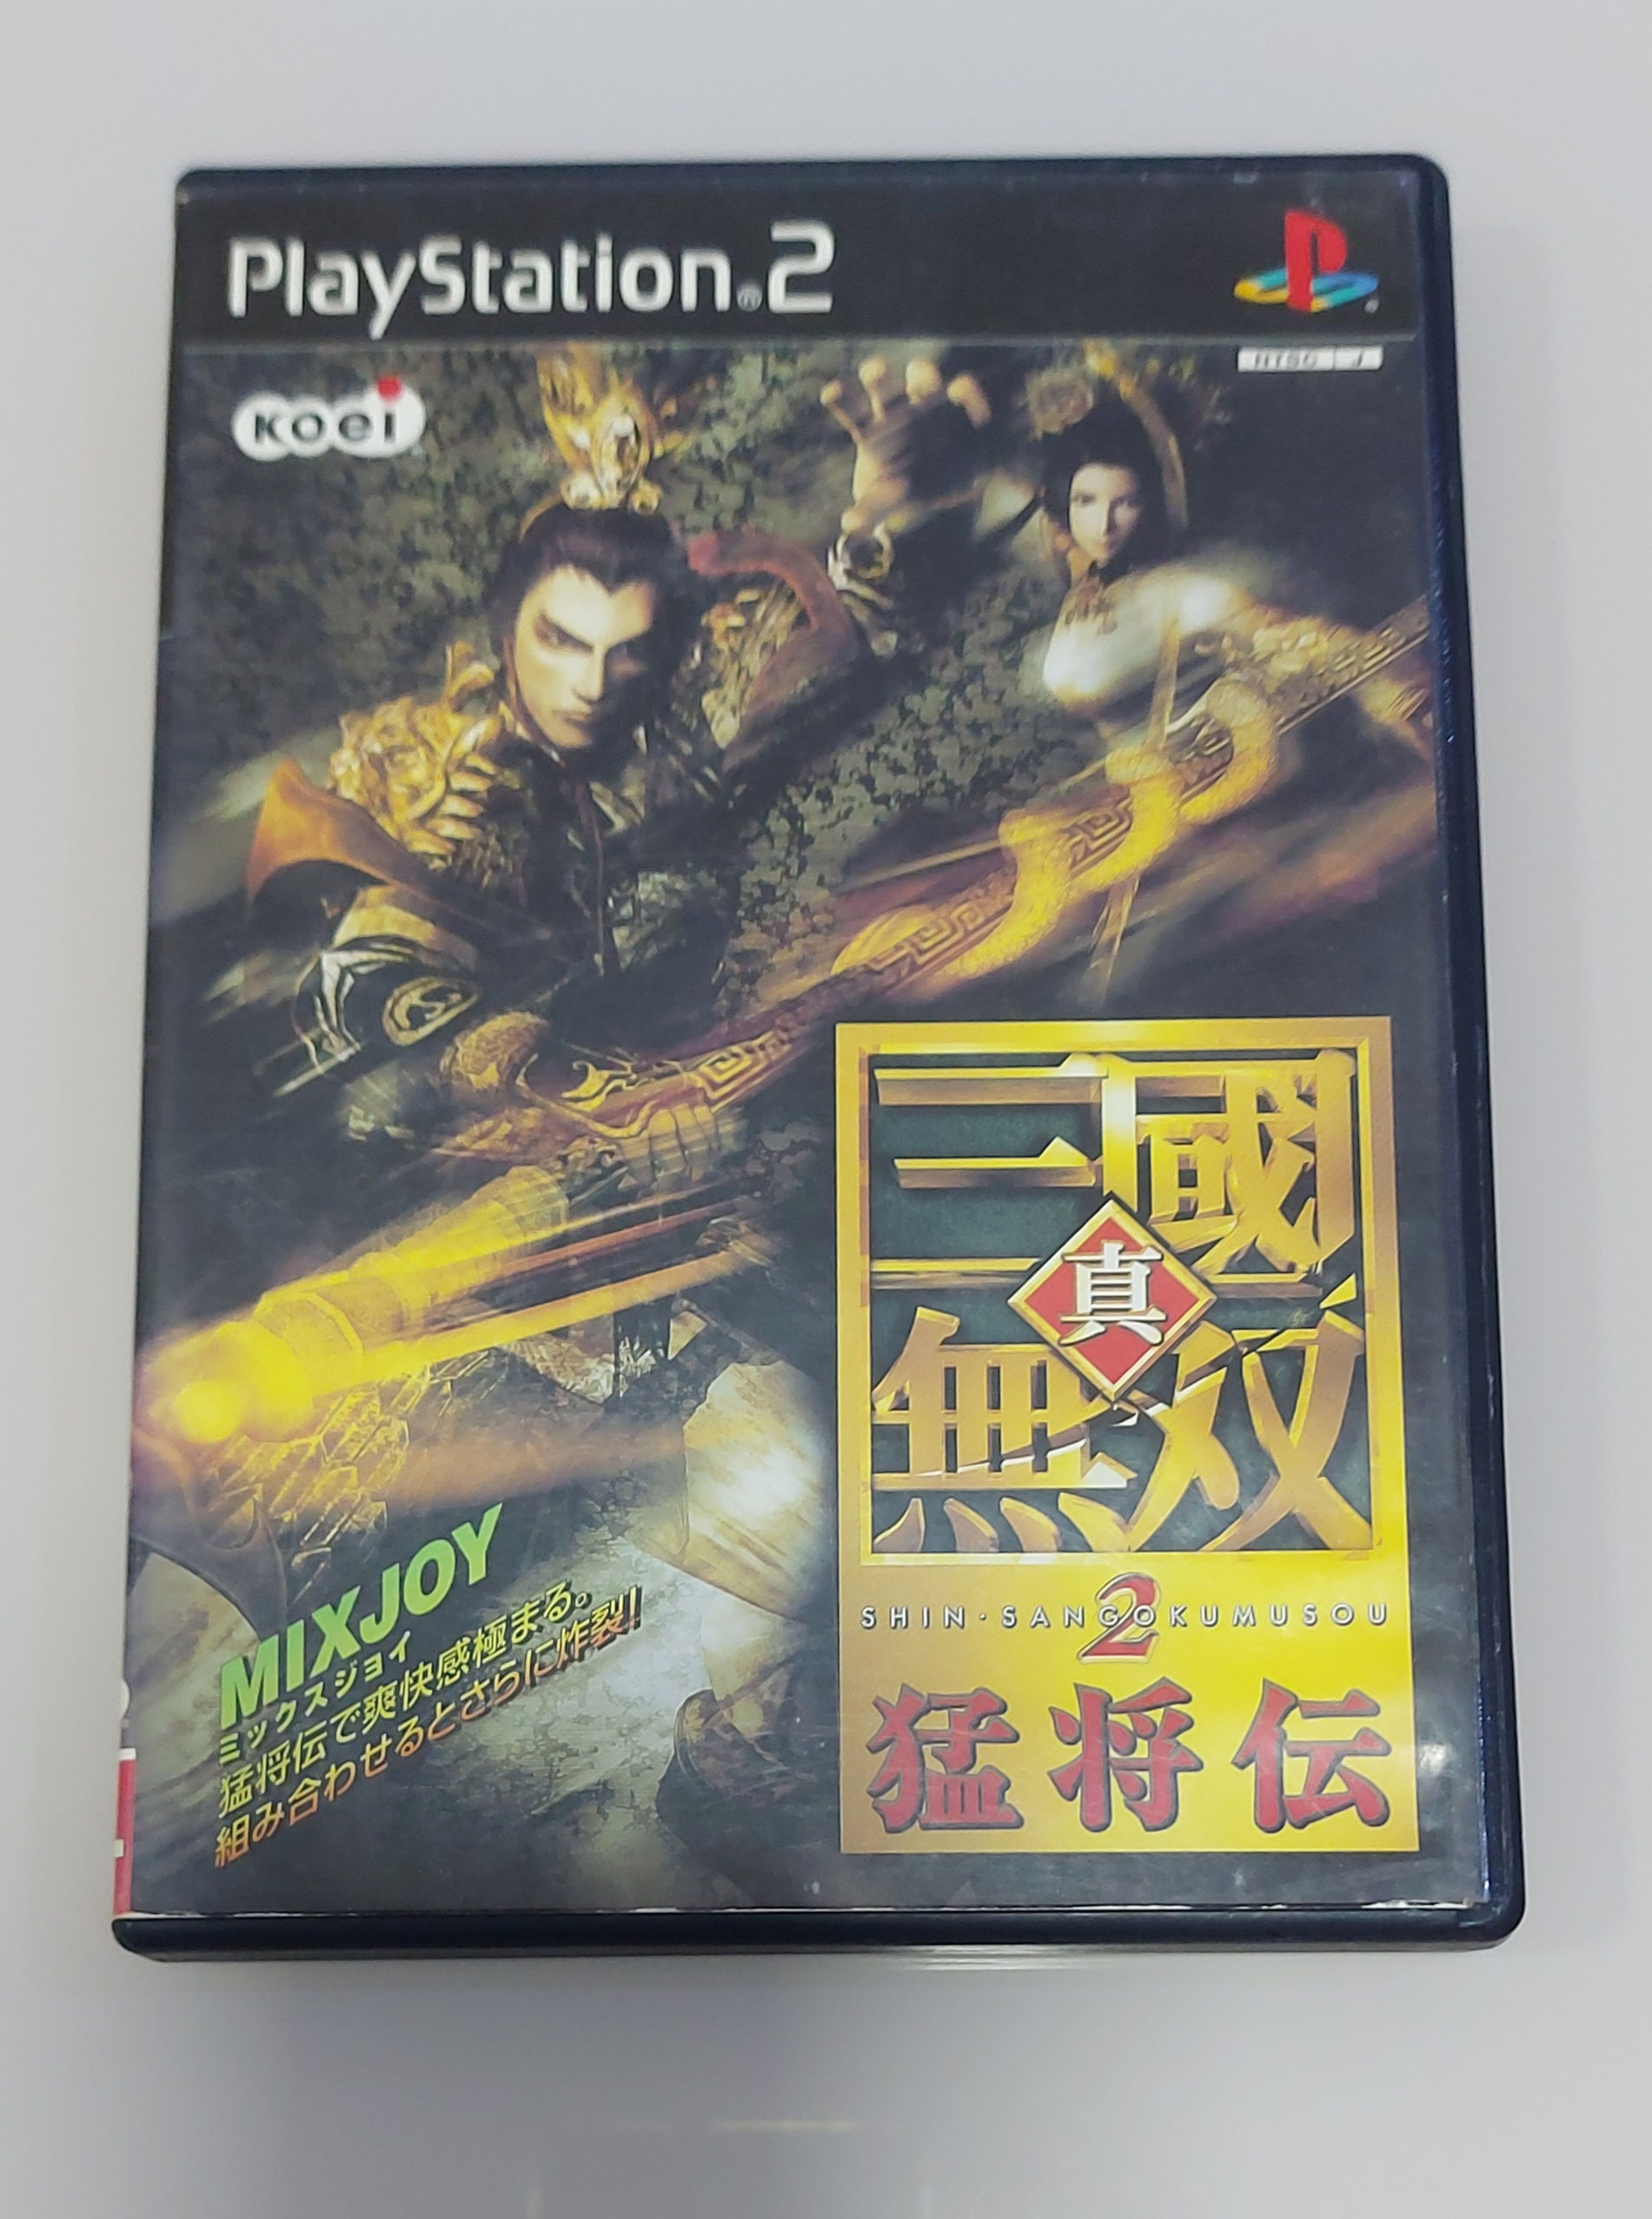 PlayStation®2
NTSC J
koei
三國
真
無双
2
SHIN・SANGOKUMUSOU
猛将伝
MIXJOY
ミックスジョイ
猛将伝で爽快感極まる。
組み合わせるとさらに炸裂!